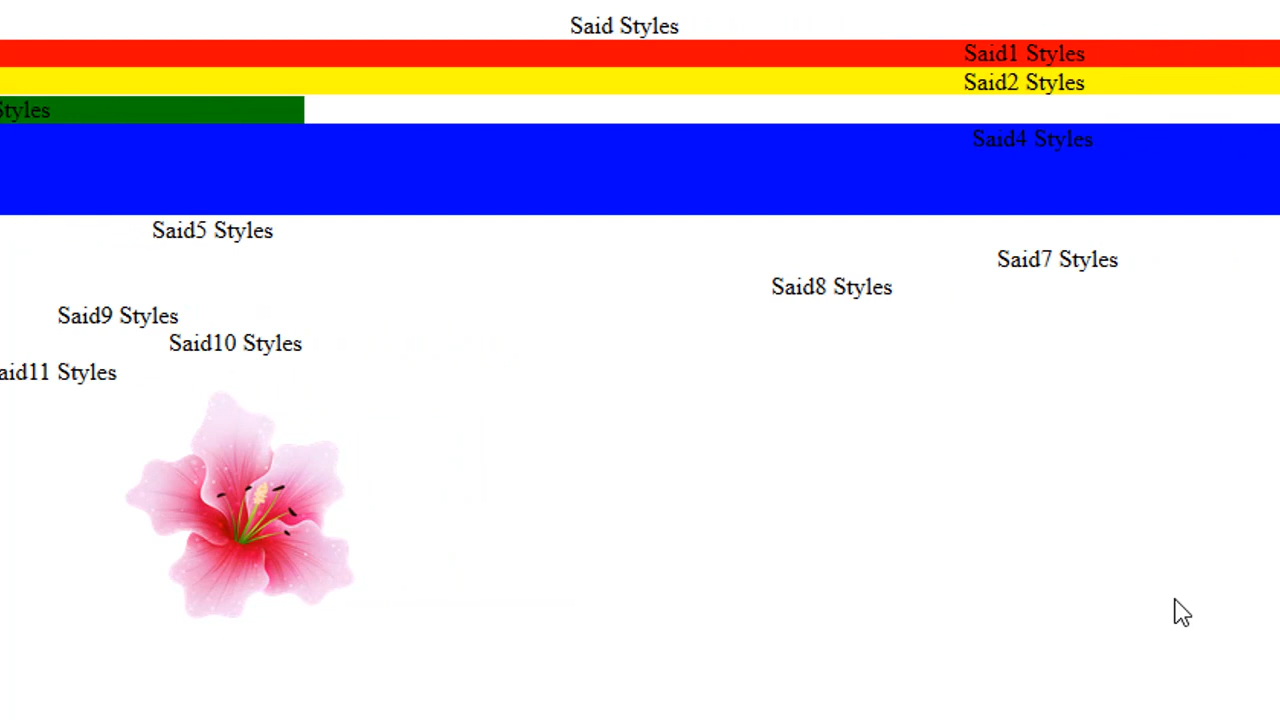 Said Styles
Said1 Styles
Said2 Styles
Styles
Said4 Styles
Said5 Styles
Said7 Styles
Said8 Styles
Said9 Styles
Said10 Styles
aid11 Styles